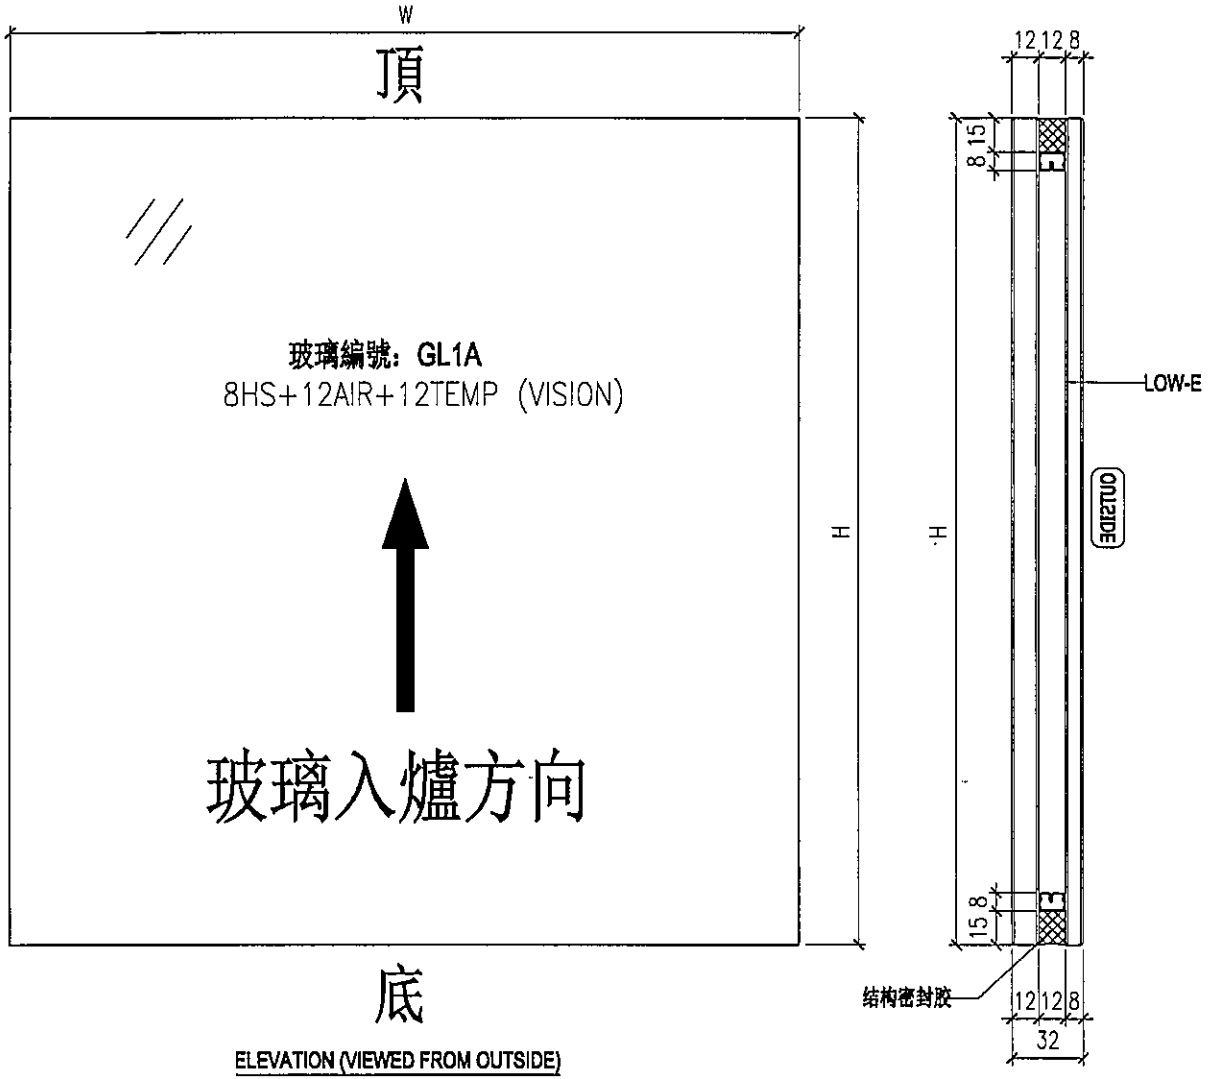 W
頂
玻璃編號: GL1A
8HS+12AIR+12TEMP (VISION)
玻璃入爐方向
底
ELEVATION (VIEWED FROM OUTSIDE)
H
12 12 8
15
8
H
LOW-E
OUTSIDE
8
15
结构密封胶
12 12 8
32